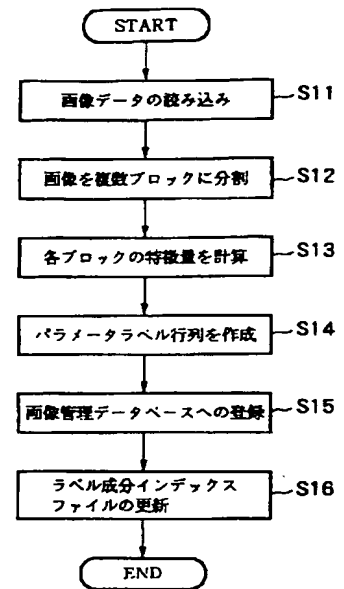 START
画像データの読み込み
S11
画像を複数ブロックに分割
S12
各ブロックの特徴量を計算
S13
パラメータラベル行列を作成
S14
画像管理データベースへの登録
S15
ラベル成分インデックス
ファイルの更新
S16
END